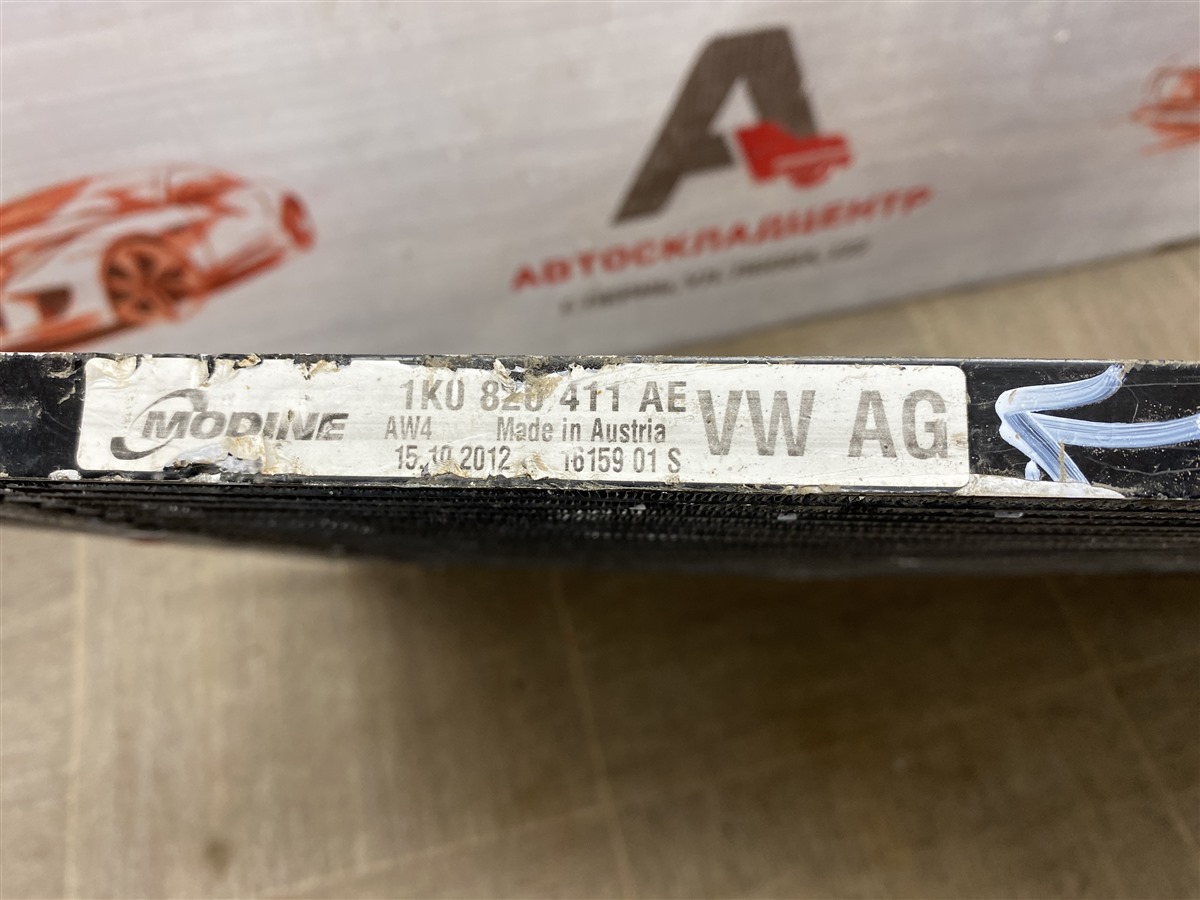 А
АВТОСКЛАДЦЕНТР
MODINE
1K0 820 411 AE
AW4 Made in Austria
15.10.2012 16159 01 S
VW AG